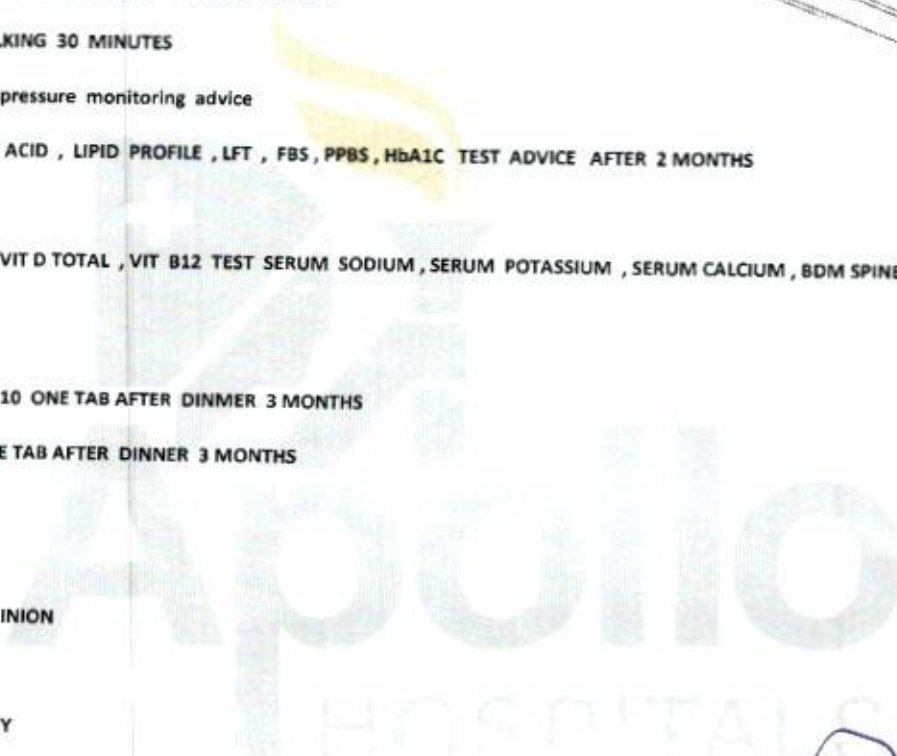 KING 30 MINUTES
pressure monitoring advice
ACID , LIPID PROFILE , LFT , FBS , PPBS , HbA1C TEST ADVICE AFTER 2 MONTHS
VIT D TOTAL , VIT B12 TEST SERUM SODIUM , SERUM POTASSIUM , SERUM CALCIUM , BDM SPINE
10 ONE TAB AFTER DINMER 3 MONTHS
E TAB AFTER DINNER 3 MONTHS
INION
Y
Apollo
HOSPITALS